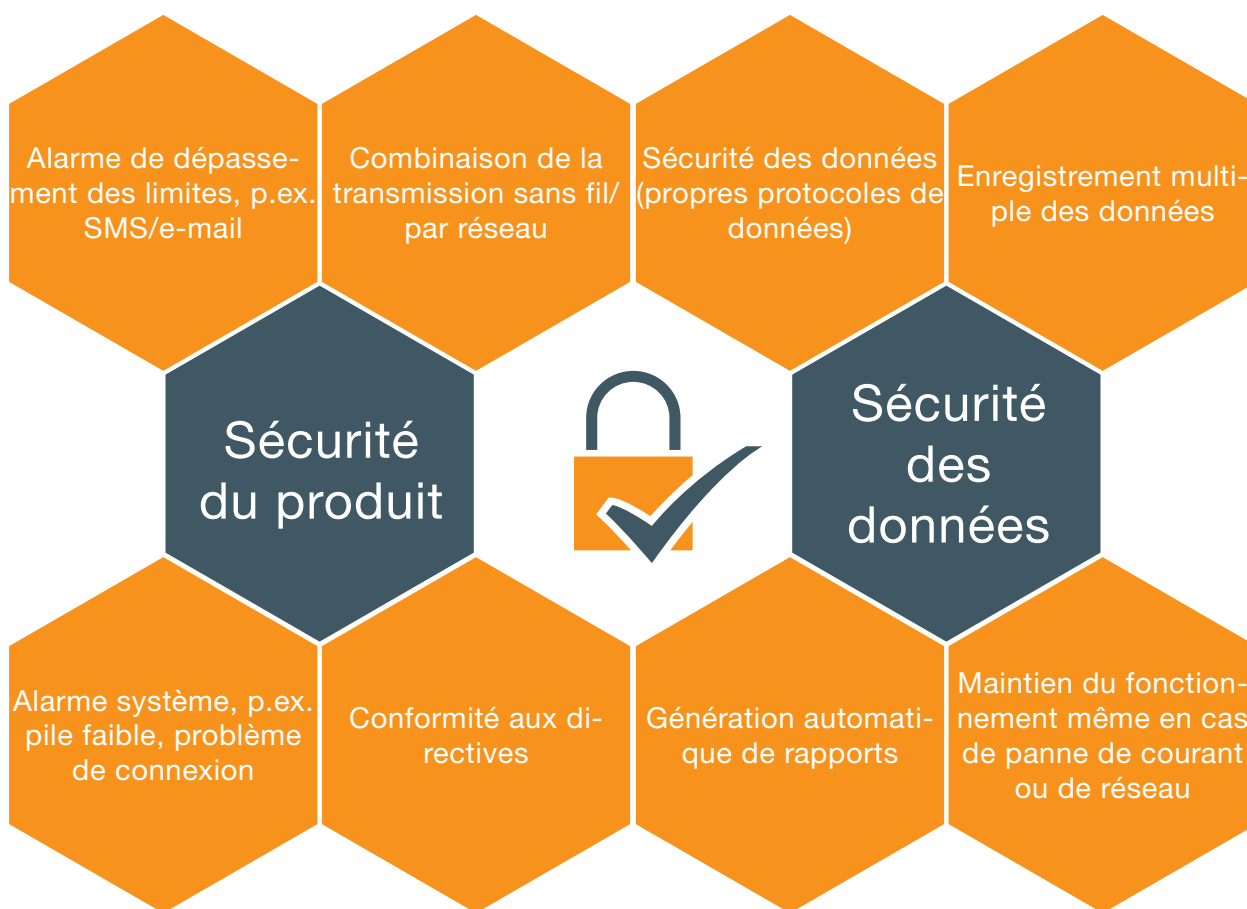 Alarme de dépasse-
ment des limites, p.ex.
SMS/e-mail
Combinaison de la
transmission sans fil/
par réseau
Sécurité des données
(propres protocoles de
données)
Enregistrement multi-
ple des données
Sécurité
du produit
Sécurité
des
données
Alarme système, p.ex.
pile faible, problème
de connexion
Conformité aux di-
rectives
Génération automati-
que de rapports
Maintien du fonction-
nement même en cas
de panne de courant
ou de réseau